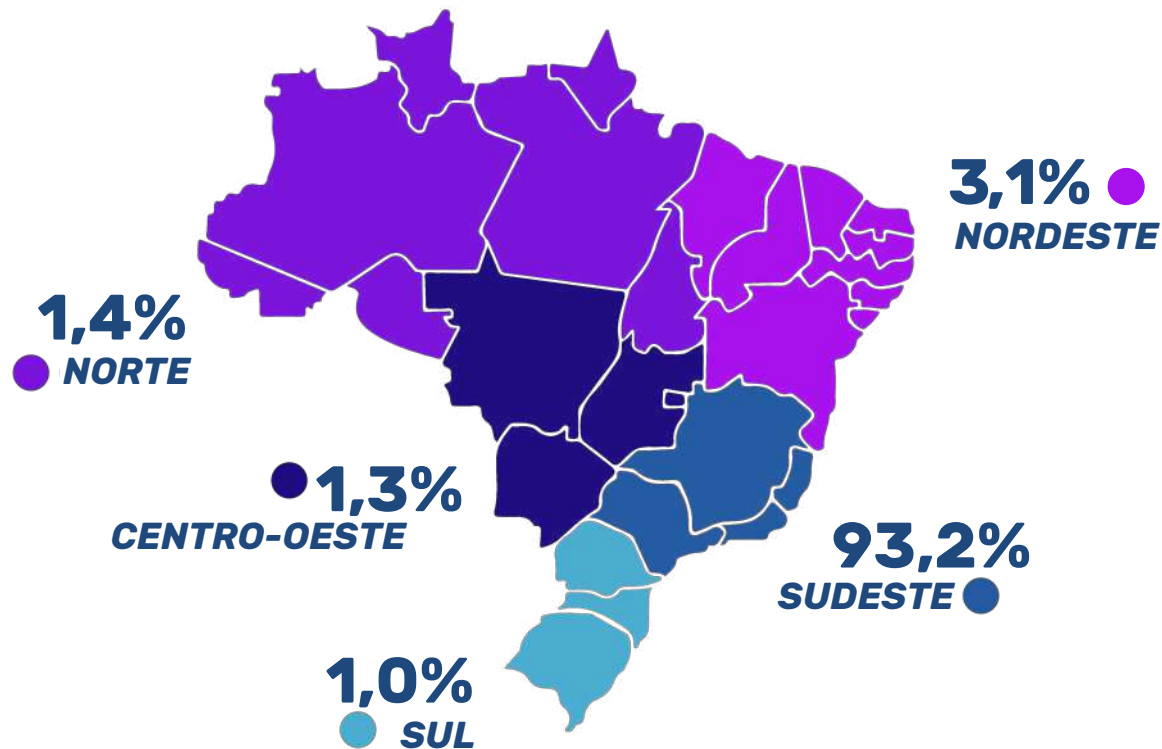 3,1%
NORDESTE
1,4%
NORTE
1,3%
CENTRO-OESTE
93,2%
SUDESTE
1,0%
SUL